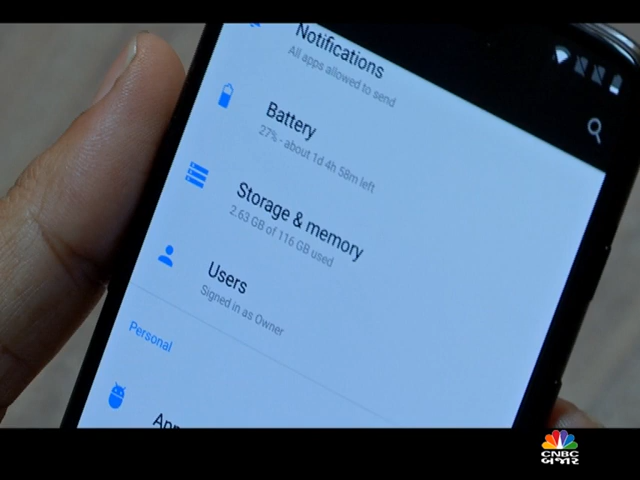 Notifications
All apps allowed to send
Battery
27% - about 1d 4h 58m left
Storage & memory
2.63 GB of 116 GB used
Users
Signed in as Owner
Personal
CNBC
બજાર